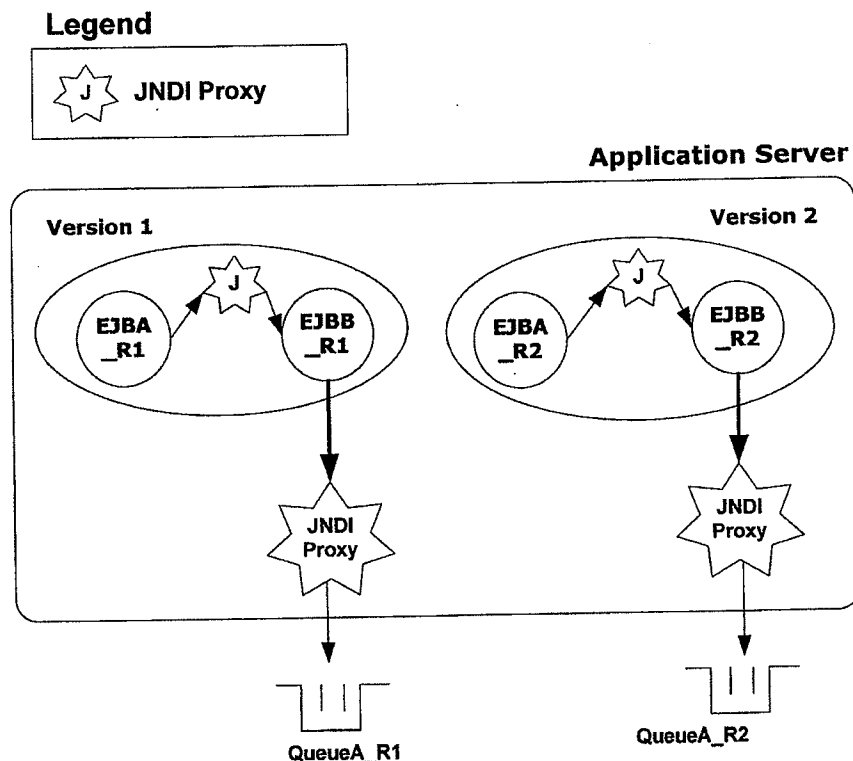 Legend
J JNDI Proxy
Application Server
Version 1
Version 2
J
J
EJBA
_R1
EJBB
_R1
EJBA
_R2
EJBB
_R2
JNDI
Proxy
JNDI
Proxy
QueueA_R1
QueueA_R2